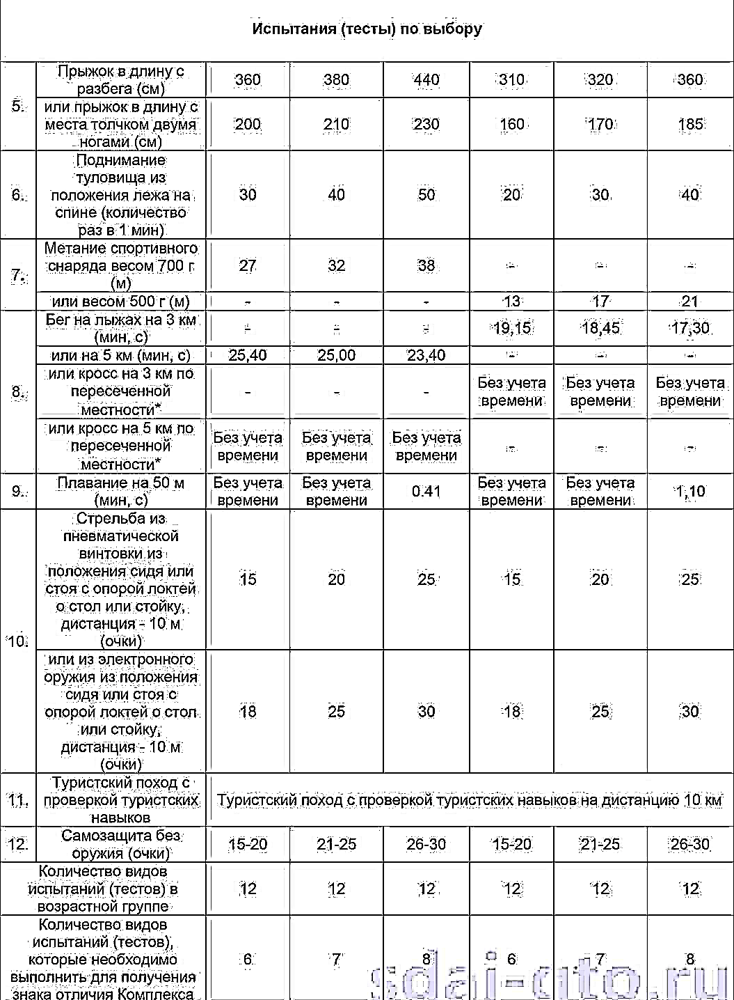 Испытания (тесты) по выбору
5.
Прыжок в длину с
разбега (см)
360 380 440 310 320 360
или прыжок в длину с
места толчком двумя
ногами (см)
200 210 230 160 170 185
6.
Поднимание
туловища из
положения лежа на
спине (количество
раз в 1 мин)
30 40 50 20 30 40
7.
Метание спортивного
снаряда весом 700 г
(м)
27 32 38 - - -
или весом 500 г (м)
- - - 13 17 21
8.
Бег на лыжах на 3 км
(мин, с)
- - - 19,15 18,45 17,30
или на 5 км (мин, с)
25,40 25,00 23,40 - - -
или кросс на 3 км по
пересеченной
местности*
- - - Без учета Без учета Без учета
времени времени времени
или кросс на 5 км по
пересеченной
местности*
Без учета Без учета Без учета - - -
времени времени времени
9.
Плавание на 50 м
(мин, с)
Без учета Без учета 0.41 Без учета Без учета 1,10
времени времени времени времени
10.
Стрельба из
пневматической
винтовки из
положения сидя или
стоя с опорой локтей
о стол или стойку,
дистанция - 10 м
(очки)
15 20 25 15 20 25
или из электронного
оружия из положения
сидя или стоя с
опорой локтей о стол
или стойку,
дистанция - 10 м
(очки)
18 25 30 18 25 30
11.
Туристский поход с
проверкой туристских
навыков
Туристский поход с проверкой туристских навыков на дистанцию 10 км
12.
Самозащита без
оружия (очки)
15-20 21-25 26-30 15-20 21-25 26-30
Количество видов
испытаний (тестов) в
возрастной группе
12 12 12 12 12 12
Количество видов
испытаний (тестов),
которые необходимо
выполнить для получения
знака отличия Комплекса
6 7 8 6 7 8
sdai-gto.ru